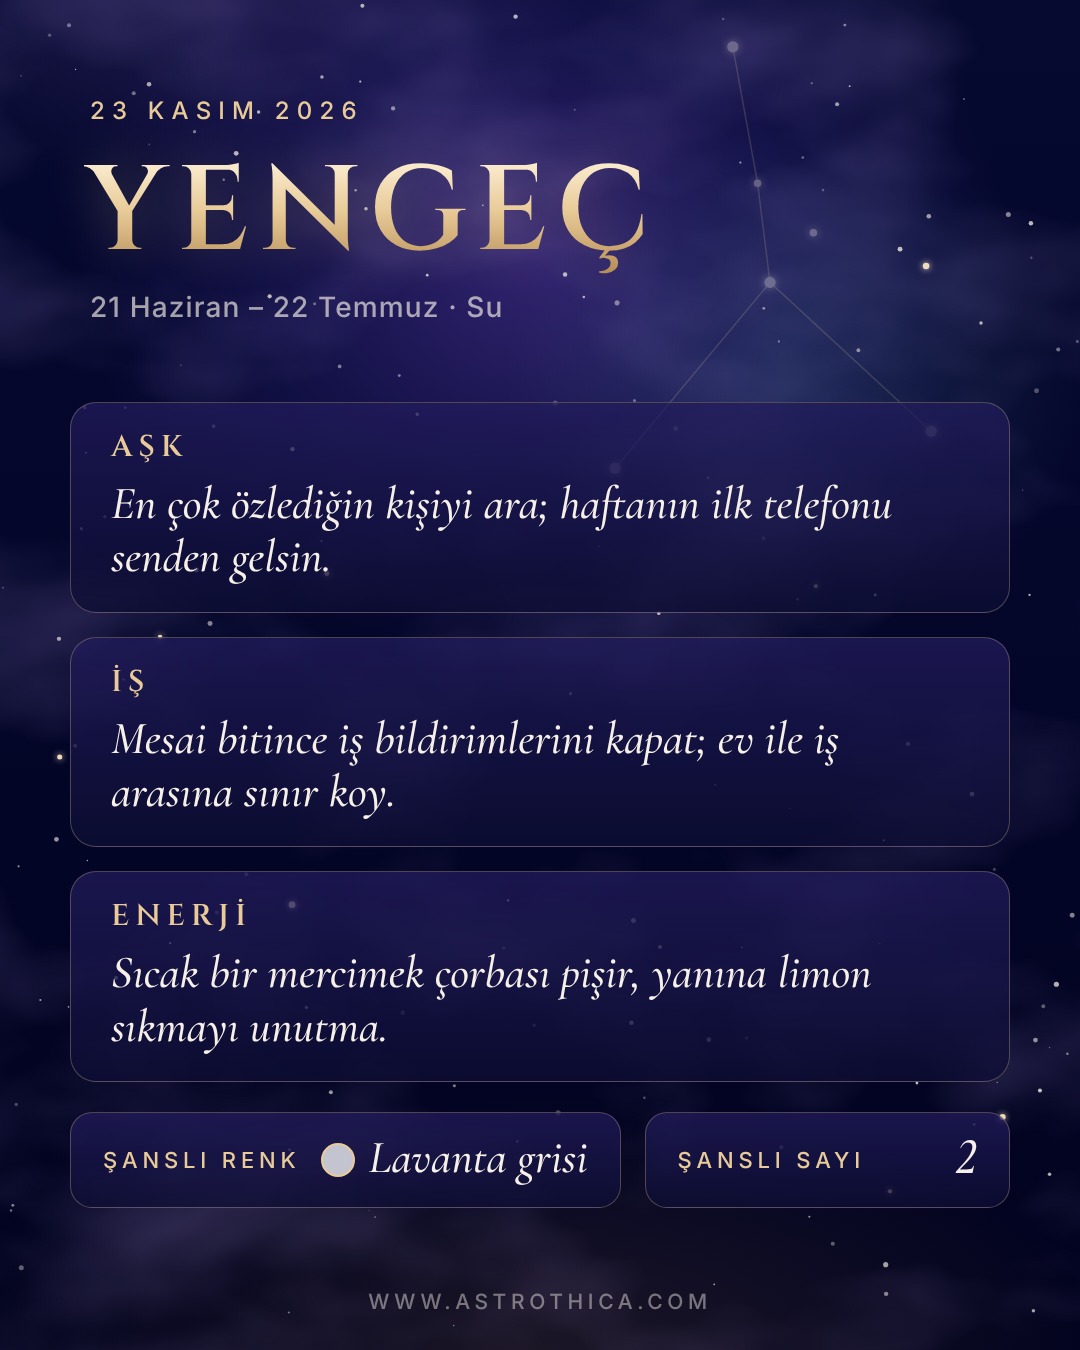 23 KASIM 2026
YENGEÇ
21 Haziran – 22 Temmuz · Su
AŞK
En çok özlediğin kişiyi ara; haftanın ilk telefonu
senden gelsin.
İŞ
Mesai bitince iş bildirimlerini kapat; ev ile iş
arasına sınır koy.
ENERJİ
Sıcak bir mercimek çorbası pişir, yanına limon
sıkmayı unutma.
ŞANSLI RENK Lavanta grisi
ŞANSLI SAYI 2
WWW.ASTROTHICA.COM